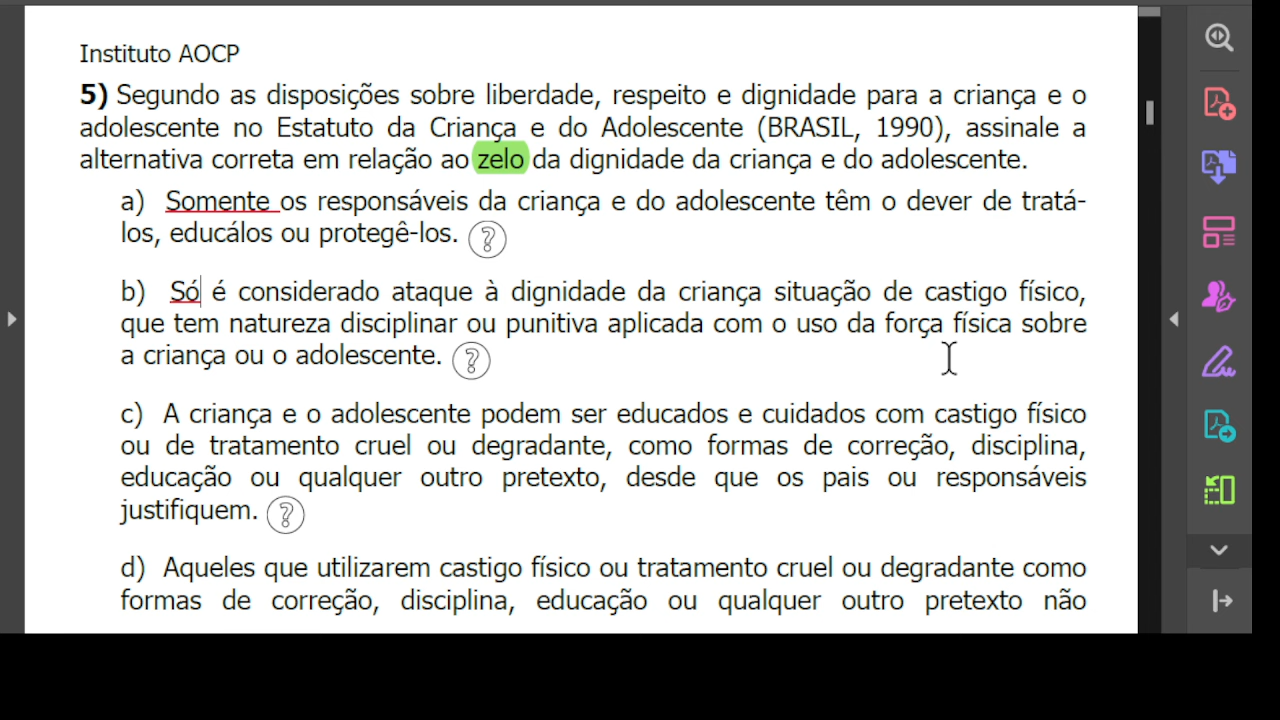 Instituto AOCP
5) Segundo as disposições sobre liberdade, respeito e dignidade para a criança e o
adolescente no Estatuto da Criança e do Adolescente (BRASIL, 1990), assinale a
alternativa correta em relação ao zelo da dignidade da criança e do adolescente.
a) Somente os responsáveis da criança e do adolescente têm o dever de tratá-
los, educálos ou protegê-los. ?
b) Só é considerado ataque à dignidade da criança situação de castigo físico,
que tem natureza disciplinar ou punitiva aplicada com o uso da força física sobre
a criança ou o adolescente. ?
c) A criança e o adolescente podem ser educados e cuidados com castigo físico
ou de tratamento cruel ou degradante, como formas de correção, disciplina,
educação ou qualquer outro pretexto, desde que os pais ou responsáveis
justifiquem. ?
d) Aqueles que utilizarem castigo físico ou tratamento cruel ou degradante como
formas de correção, disciplina, educação ou qualquer outro pretexto não